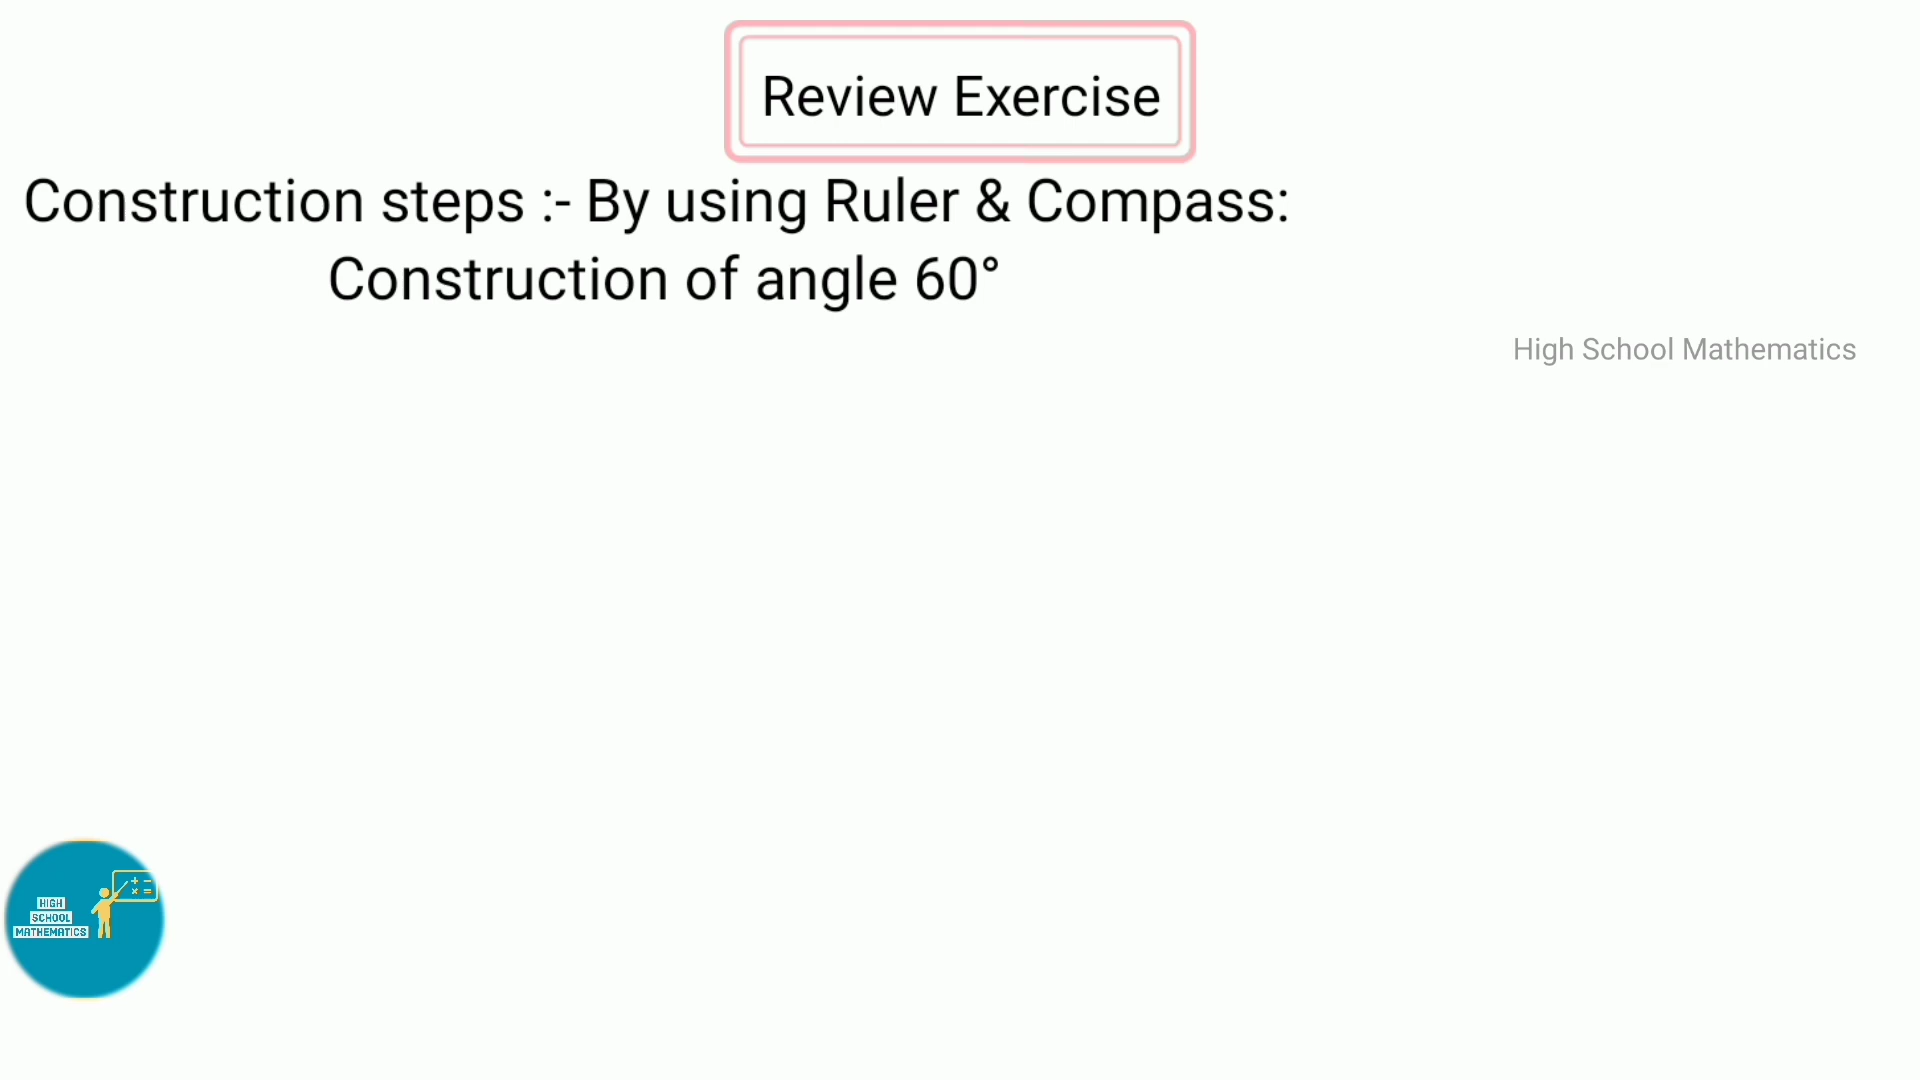 Review Exercise
Construction steps :- By using Ruler & Compass:
Construction of angle 60°
High School Mathematics
HIGH
SCHOOL
MATHEMATICS